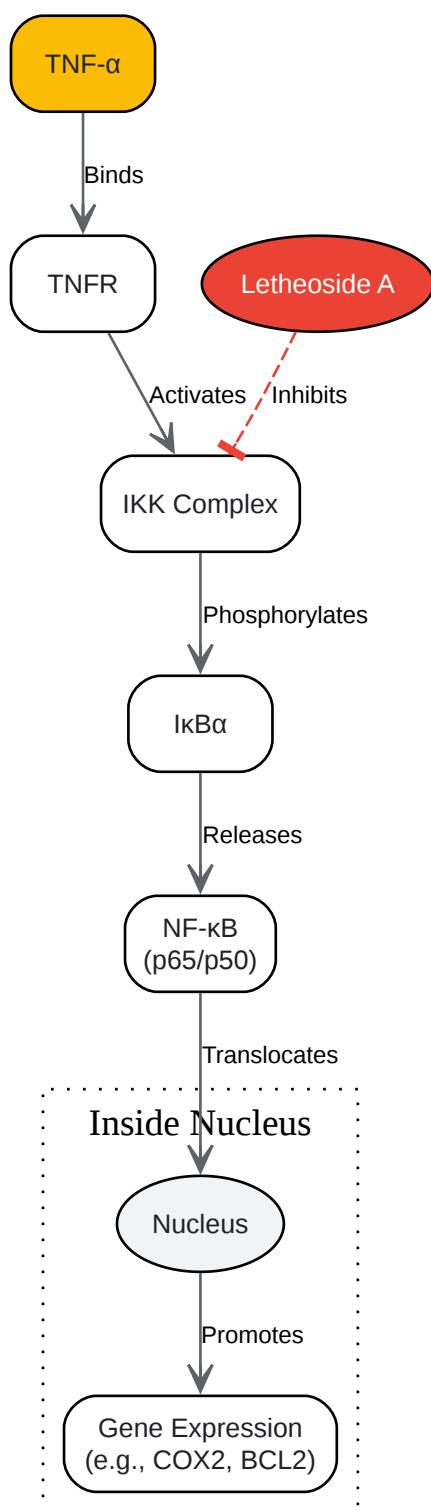 TNF-α
Binds
TNFR
Letheoside A
Activates
Inhibits
IKK Complex
Phosphorylates
IκBα
Releases
NF-κB
(p65/p50)
Translocates
Inside Nucleus
Nucleus
Promotes
Gene Expression
(e.g., COX2, BCL2)